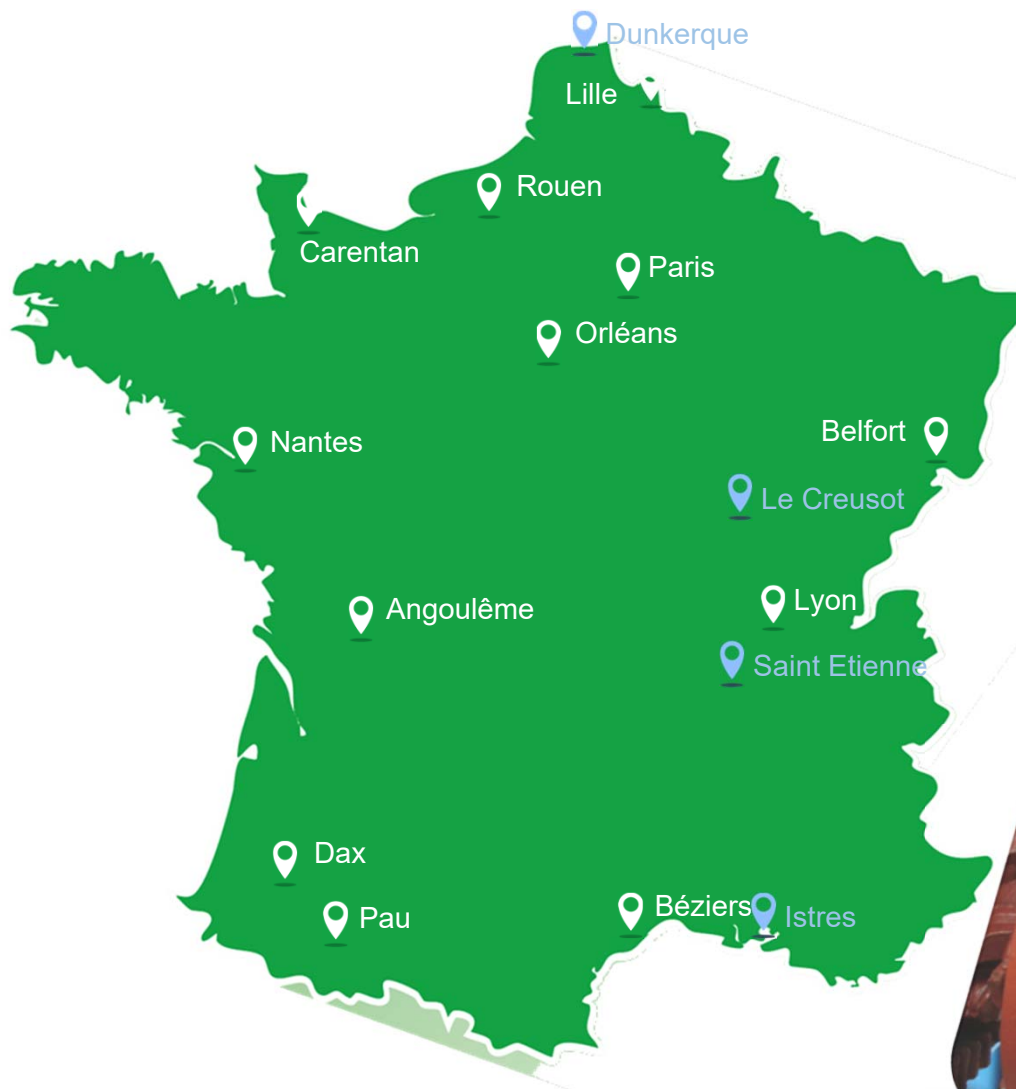 Dunkerque
Lille
Rouen
Carentan
Paris
Orléans
Belfort
Nantes
Le Creusot
Lyon
Angoulême
Saint Etienne
Dax
Béziers
Istres
Pau